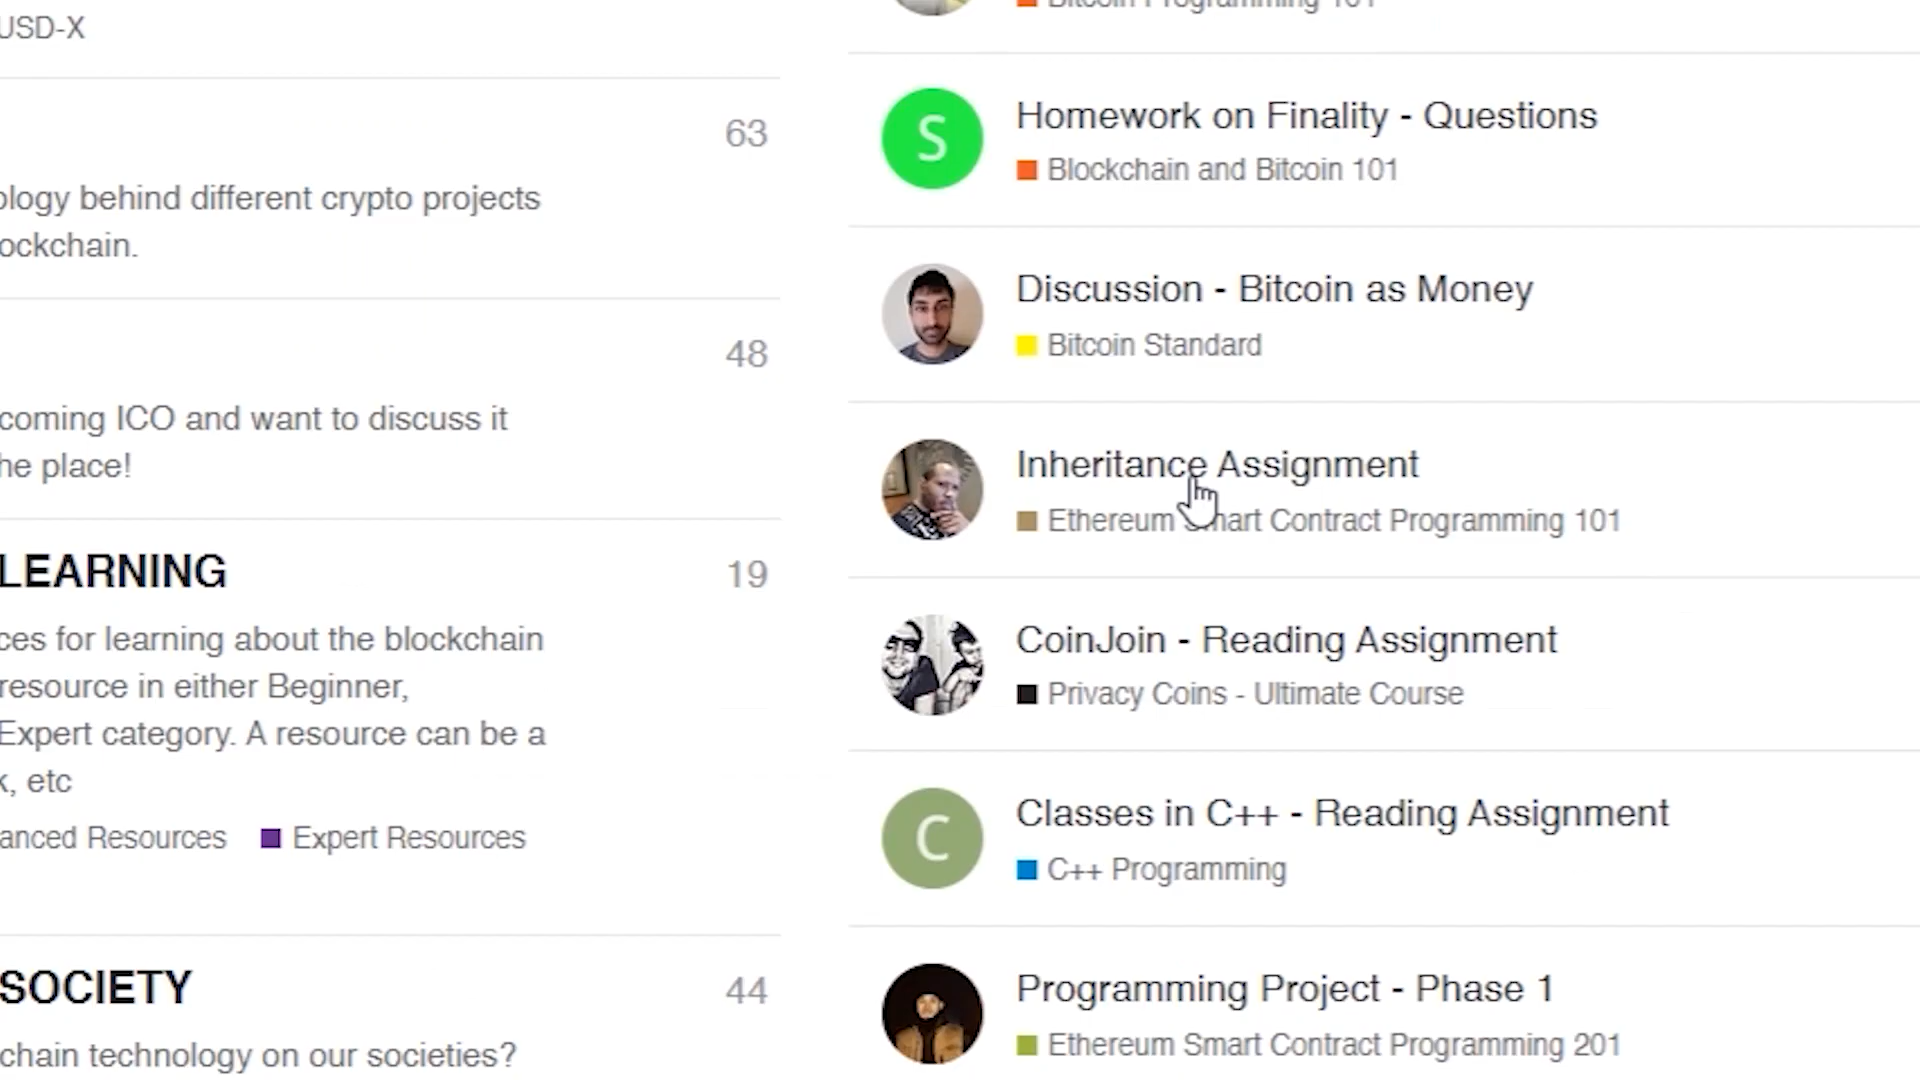 USD-X
63
ology behind different crypto projects
ockchain.
48
coming ICO and want to discuss it
he place!
LEARNING
19
ces for learning about the blockchain
resource in either Beginner,
Expert category. A resource can be a
k, etc
anced Resources Expert Resources
SOCIETY
44
chain technology on our societies?
Bitcoin Programming 101
S
Homework on Finality - Questions
Blockchain and Bitcoin 101
Discussion - Bitcoin as Money
Bitcoin Standard
Inheritance Assignment
Ethereum Smart Contract Programming 101
CoinJoin - Reading Assignment
Privacy Coins - Ultimate Course
C
Classes in C++ - Reading Assignment
C++ Programming
Programming Project - Phase 1
Ethereum Smart Contract Programming 201